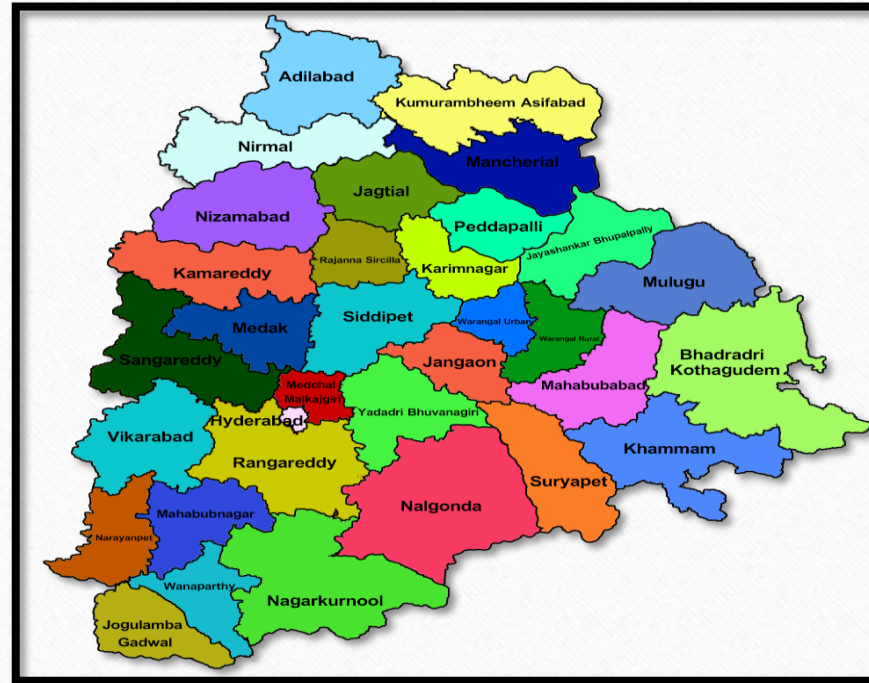 Adilabad
Kumurambheem Asifabad
Nirmal
Mancherial
Jagtial
Nizamabad
Peddapalli
Jayashankar Bhupalpally
Rajanna Sircilla
Karimnagar
Kamareddy
Mulugu
Siddipet
Warangal Urban
Medak
Warangal Rural
Sangareddy
Jangaon
Bhadradri
Kothagudem
Mahabubabad
Medchal
Malkajgiri
Yadadri Bhuvanagiri
Hyderabad
Vikarabad
Khammam
Rangareddy
Suryapet
Nalgonda
Mahabubnagar
Narayanpet
Wanaparthy
Nagarkurnool
Jogulamba
Gadwal